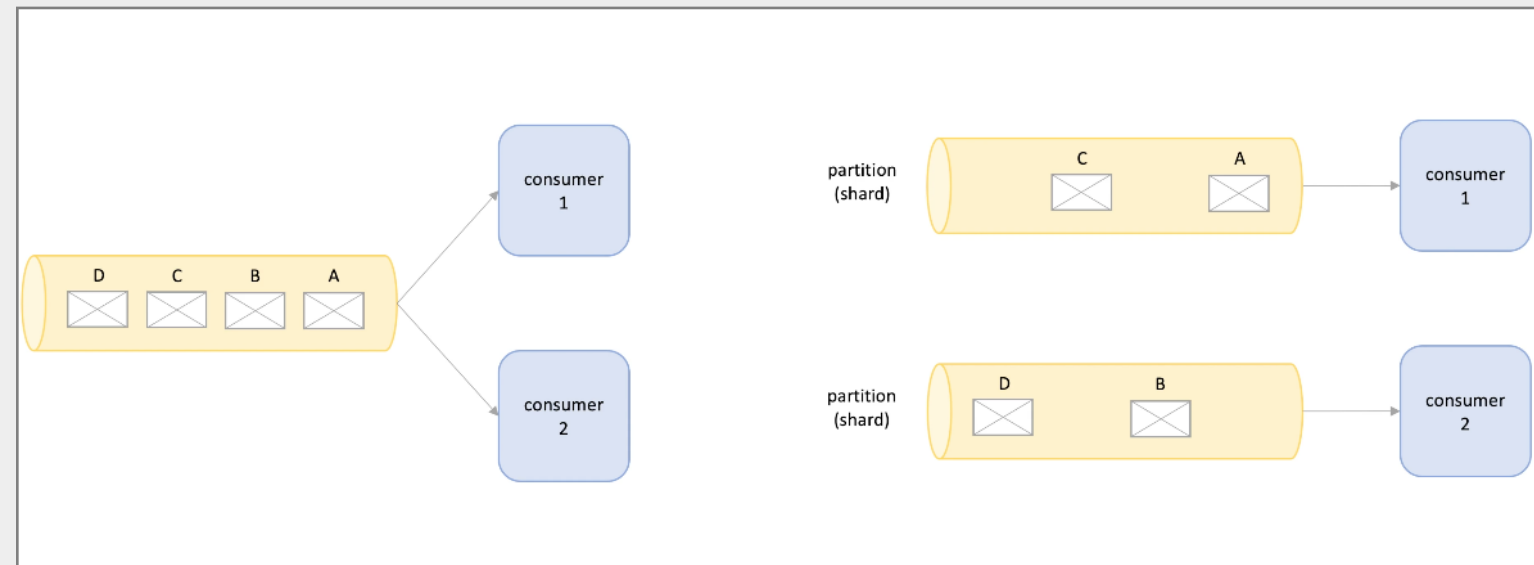 consumer
1
D C B A
consumer
2
partition
(shard)
C A
consumer
1
partition
(shard)
D B
consumer
2